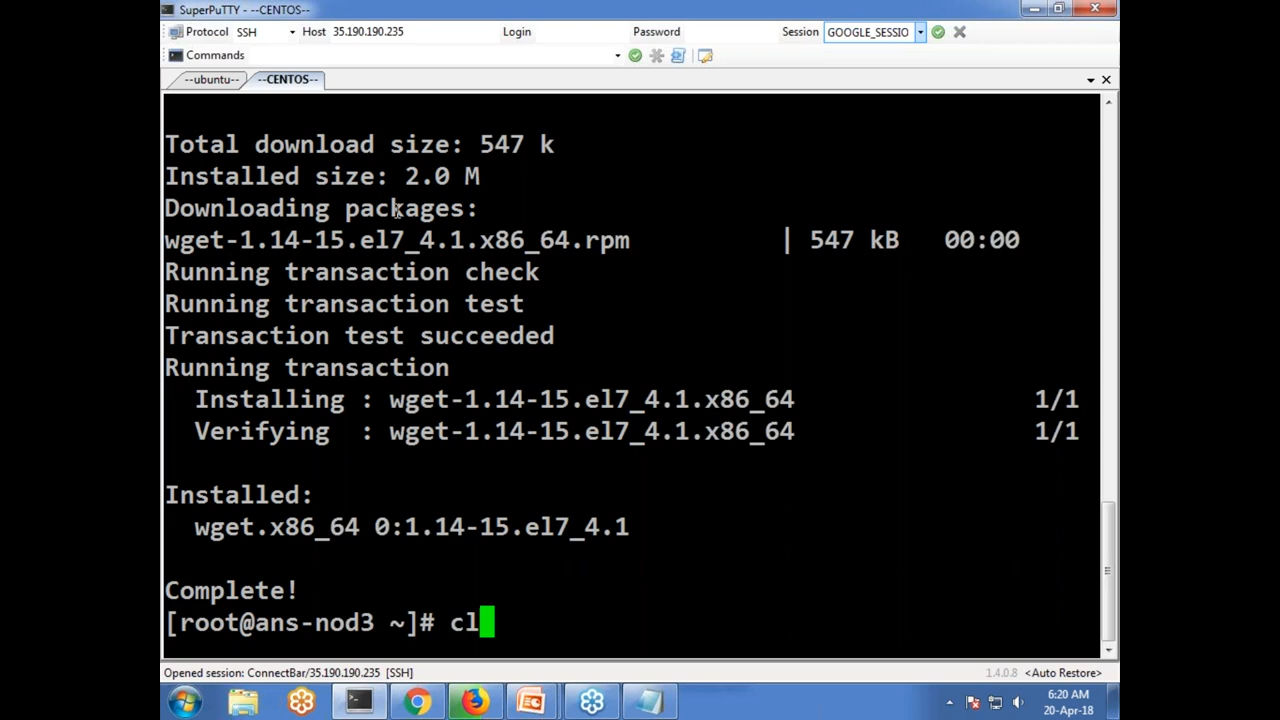 SuperPuTTY - --CENTOS--
Protocol SSH Host 35.190.190.235 Login Password Session GOOGLE_SESSIO
Commands
--ubuntu-- --CENTOS--
Total download size: 547 k
Installed size: 2.0 M
Downloading packages:
wget-1.14-15.el7_4.1.x86_64.rpm | 547 kB 00:00
Running transaction check
Running transaction test
Transaction test succeeded
Running transaction
Installing : wget-1.14-15.el7_4.1.x86_64 1/1
Verifying : wget-1.14-15.el7_4.1.x86_64 1/1
Installed:
wget.x86_64 0:1.14-15.el7_4.1
Complete!
[root@ans-nod3 ~]# cl
Opened session: ConnectBar/35.190.190.235 [SSH] 1.4.0.8 <Auto Restore>
6:20 AM
20-Apr-18